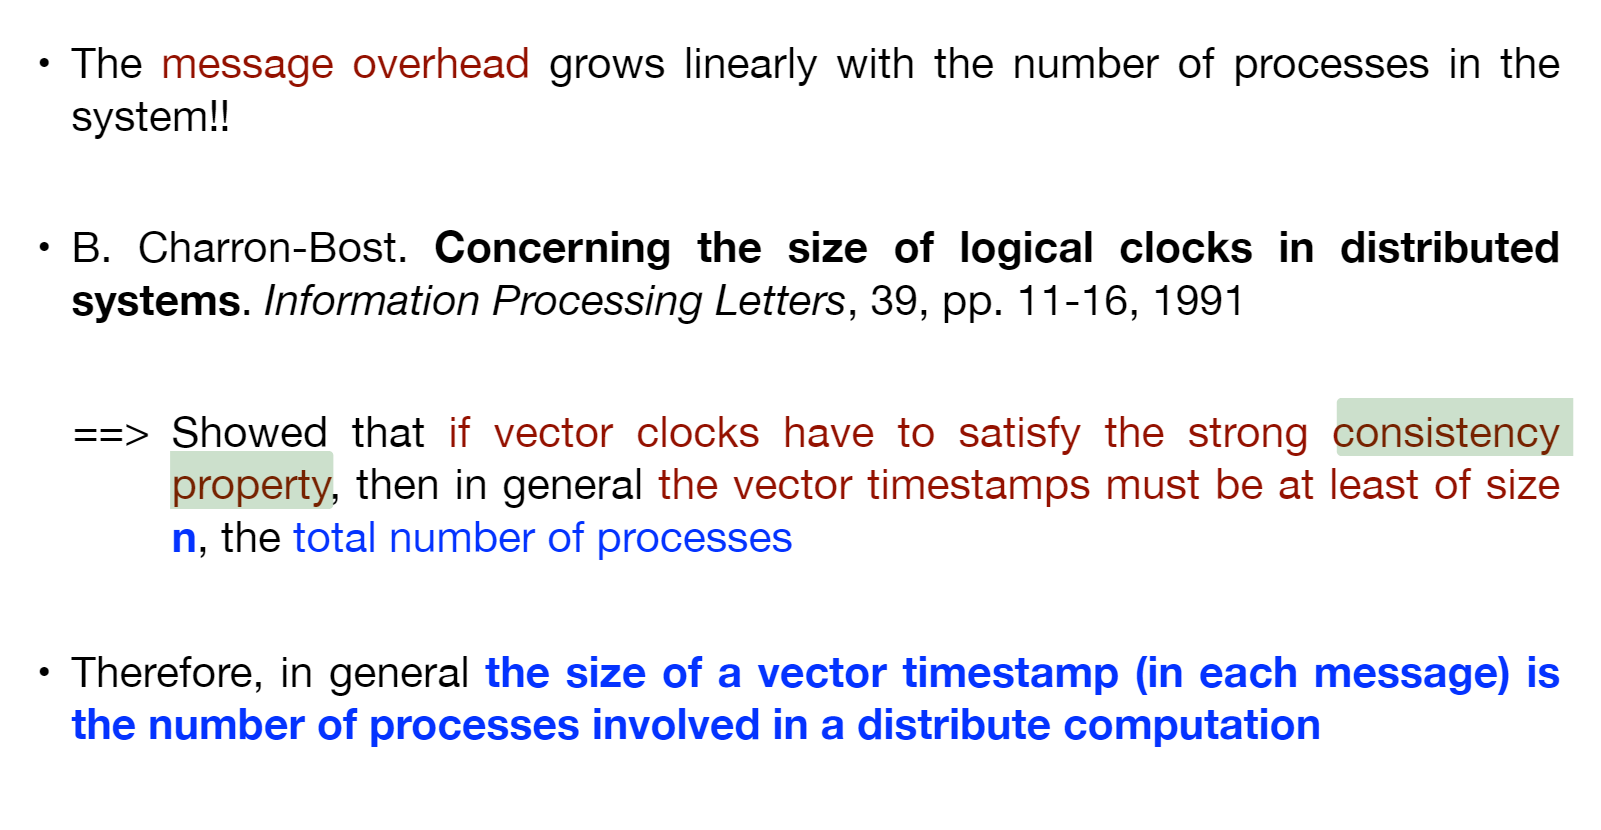 • The message overhead grows linearly with the number of processes in the
system!!
• B. Charron-Bost. Concerning the size of logical clocks in distributed
systems. Information Processing Letters, 39, pp. 11-16, 1991
==> Showed that if vector clocks have to satisfy the strong consistency
property, then in general the vector timestamps must be at least of size
n, the total number of processes
• Therefore, in general the size of a vector timestamp (in each message) is
the number of processes involved in a distribute computation